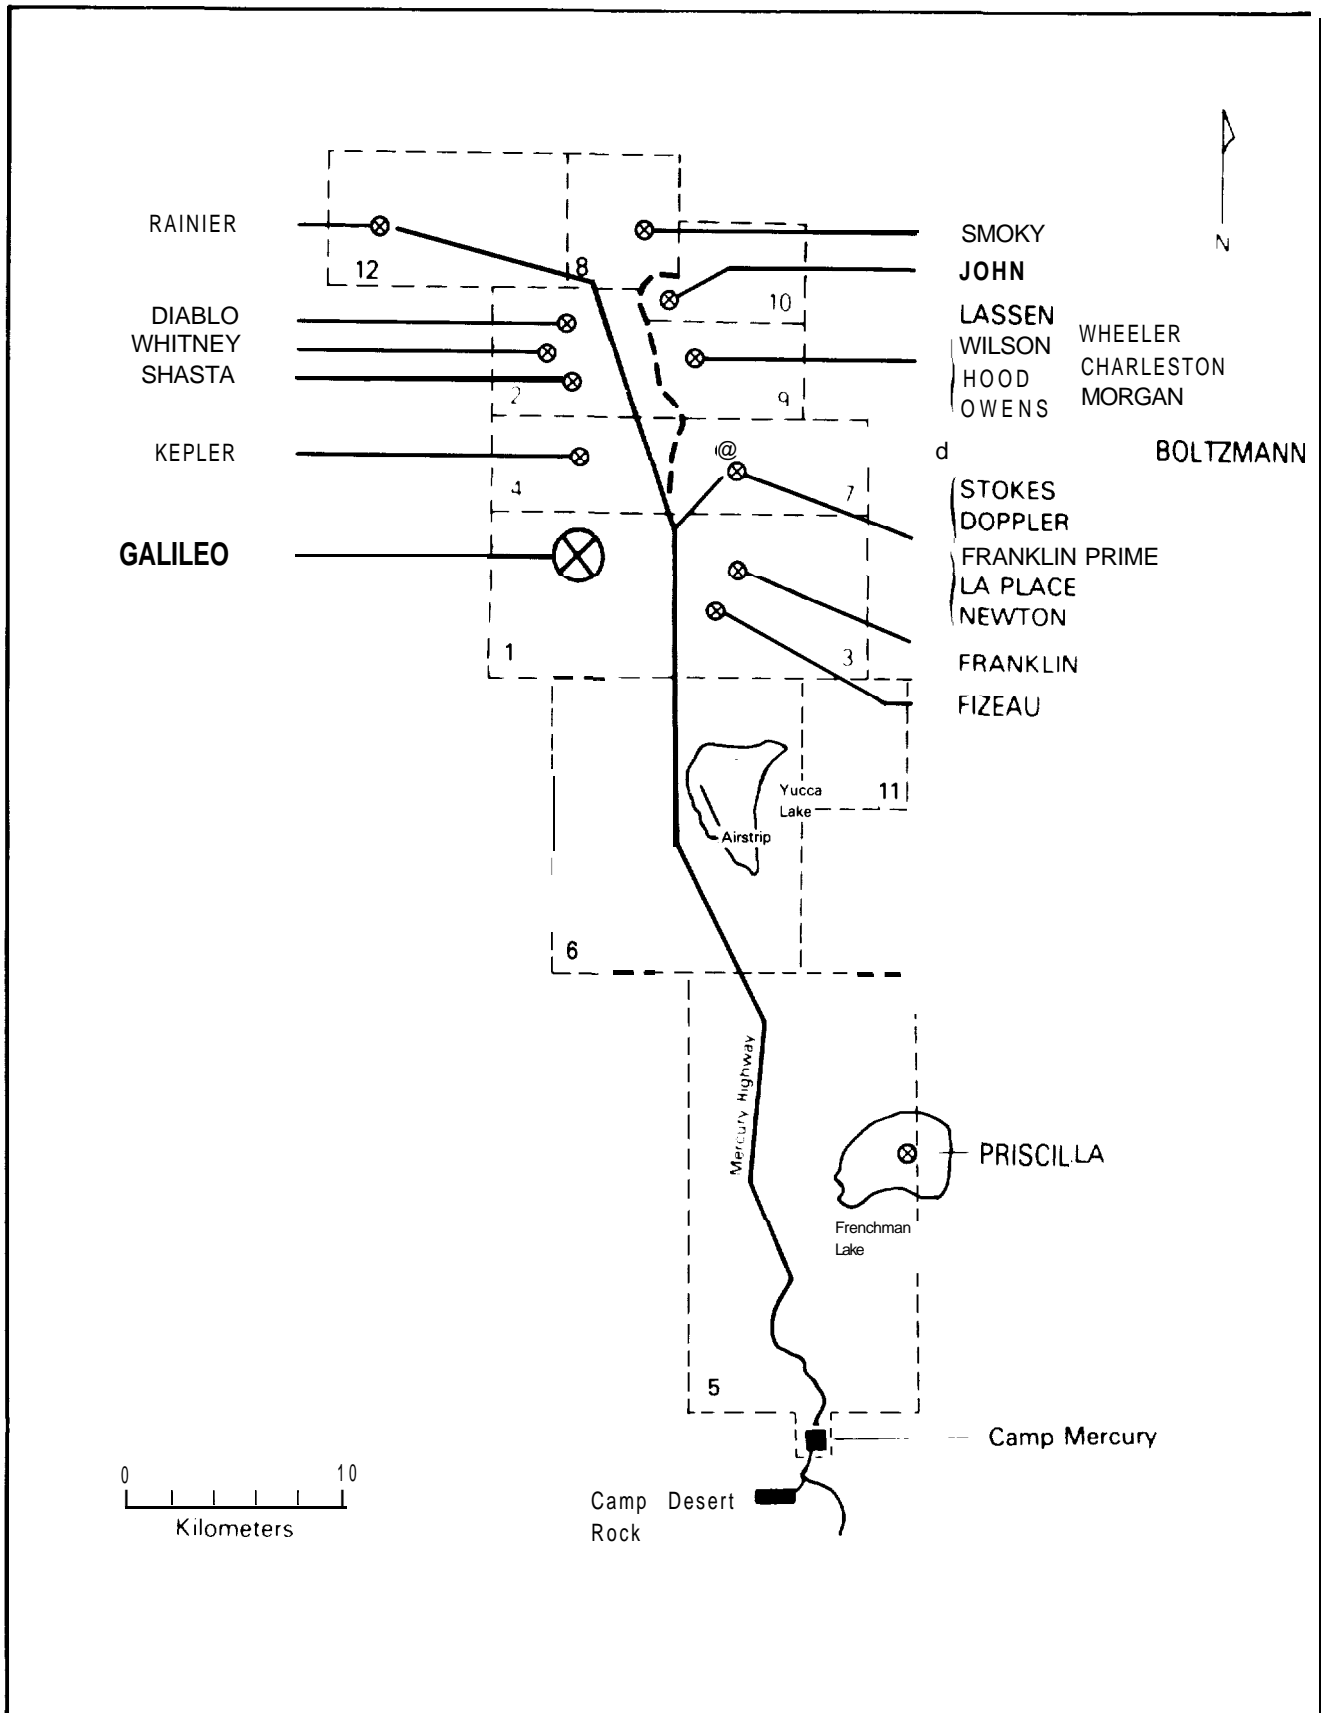 N
RAINIER
12
8
SMOKY
JOHN
10
DIABLO
WHITNEY
SHASTA
2
9
LASSEN
WILSON WHEELER
HOOD CHARLESTON
OWENS MORGAN
KEPLER
4
@
7
d BOLTZMANN
STOKES
DOPPLER
GALILEO
FRANKLIN PRIME
LA PLACE
NEWTON
1
3
FRANKLIN
FIZEAU
Yucca
Lake
11
Airstrip
6
Mercury Highway
PRISCILLA
Frenchman
Lake
5
Camp Mercury
0 10
Kilometers
Camp Desert
Rock